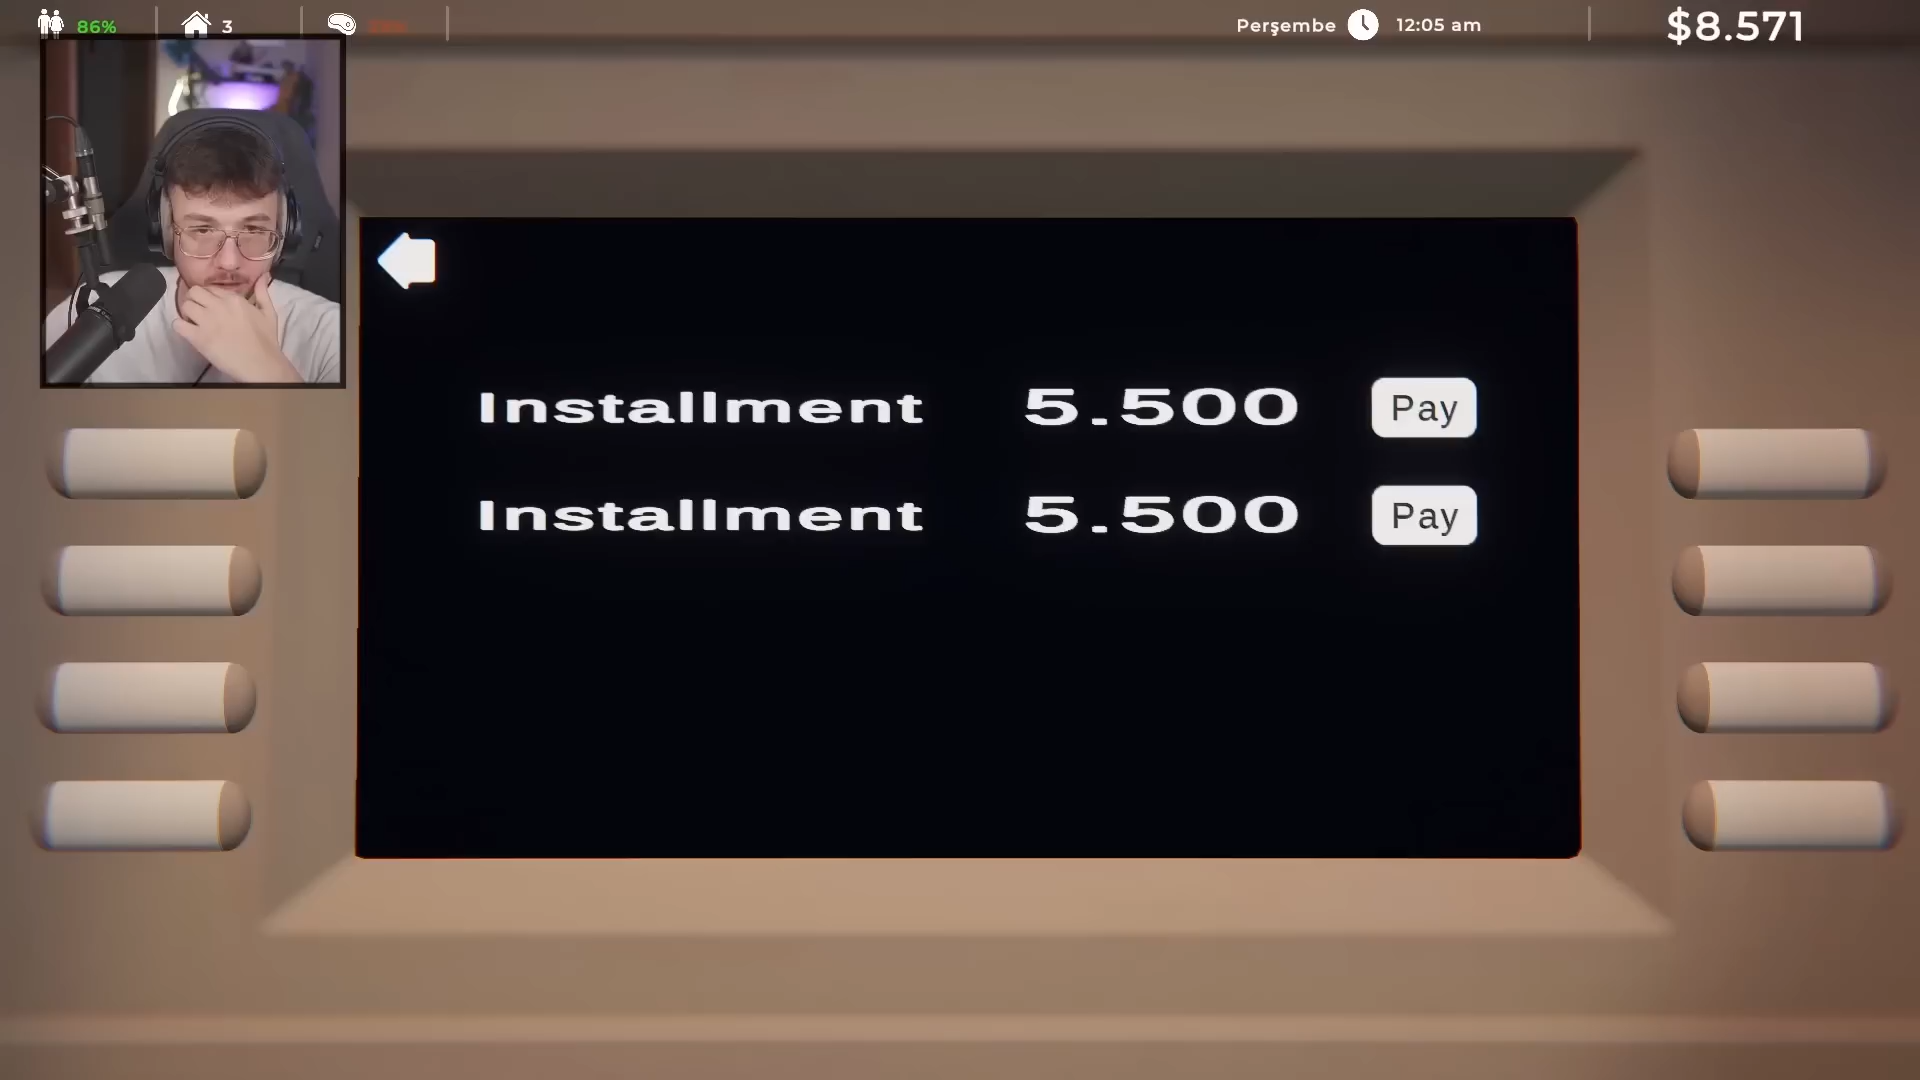 86%
3
Perşembe 12:05 am
$8.571
Installment 5.500 Pay
Installment 5.500 Pay